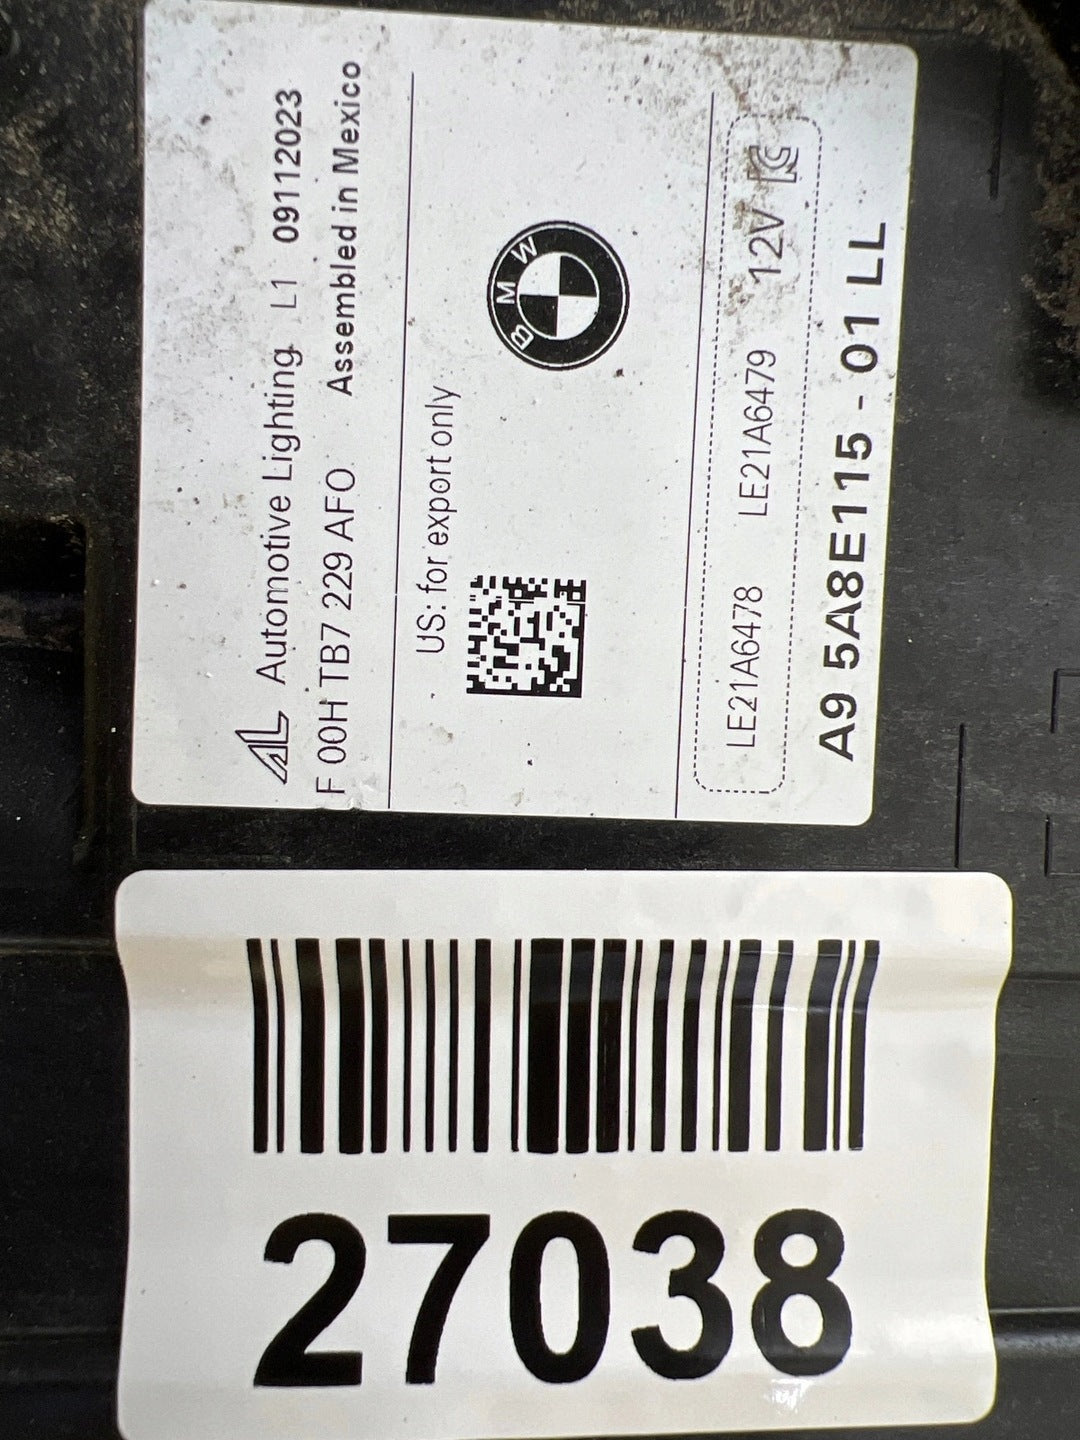 AL Automotive Lighting L1 09112023
F 00H TB7 229 AFO Assembled in Mexico
US: for export only
BMW
LE21A6478 LE21A6479 12V
A9 5A8E115 - 01 LL
27038